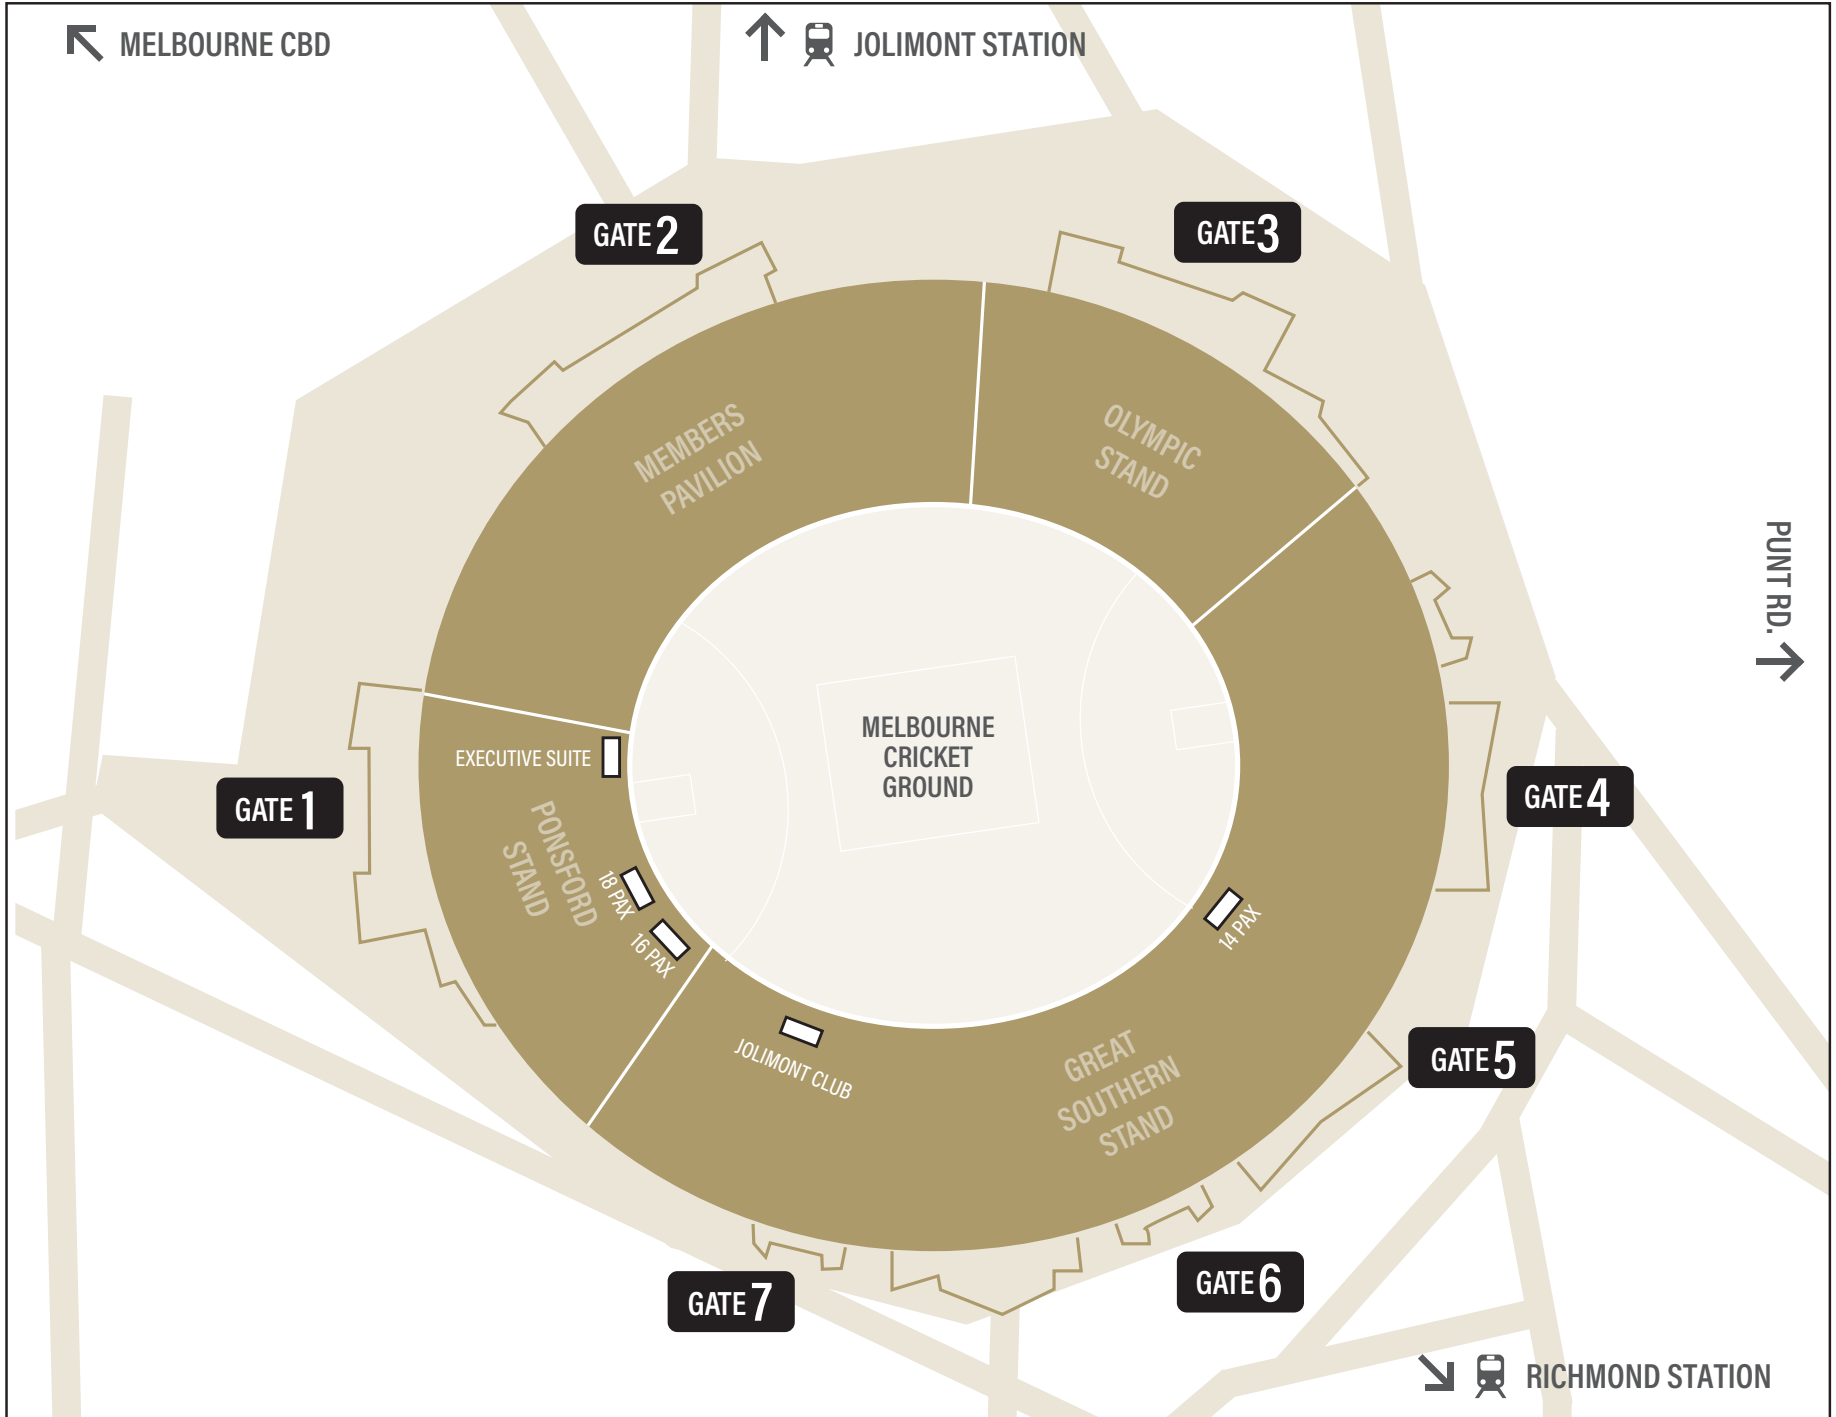 MELBOURNE CBD
JOLIMONT STATION
GATE 2
GATE 3
MEMBERS
PAVILION
OLYMPIC
STAND
PUNT RD.
MELBOURNE
CRICKET
GROUND
EXECUTIVE SUITE
GATE 1
GATE 4
PONSFORD
STAND
18 PAX
16 PAX
14 PAX
JOLIMONT CLUB
GREAT
SOUTHERN
STAND
GATE 5
GATE 6
GATE 7
RICHMOND STATION